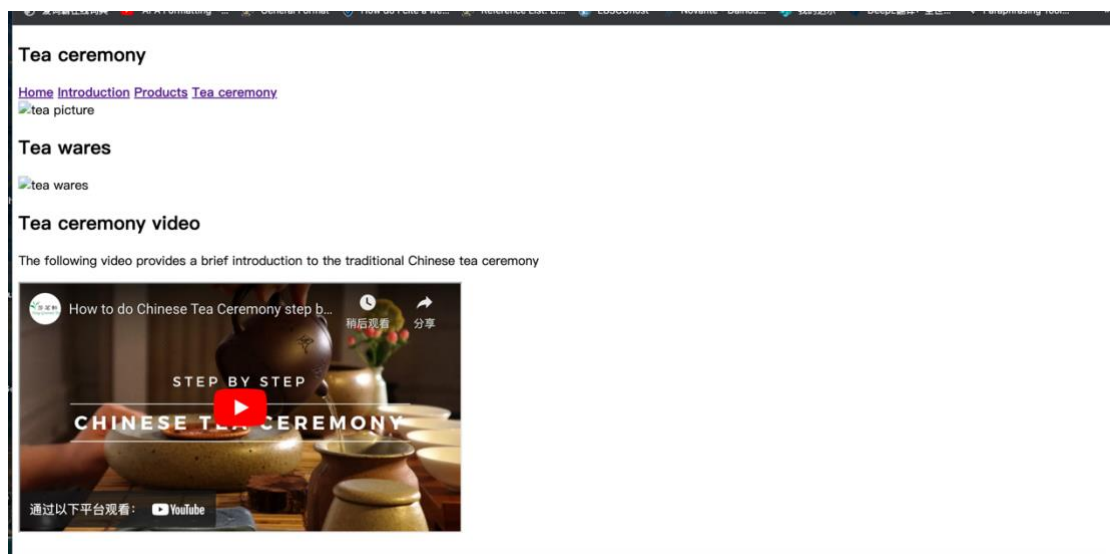 Tea ceremony
Home Introduction Products Tea ceremony
tea picture
Tea wares
tea wares
Tea ceremony video
The following video provides a brief introduction to the traditional Chinese tea ceremony
How to do Chinese Tea Ceremony step b...
稍后观看 分享
STEP BY STEP
CHINESE TEA CEREMONY
通过以下平台观看： YouTube